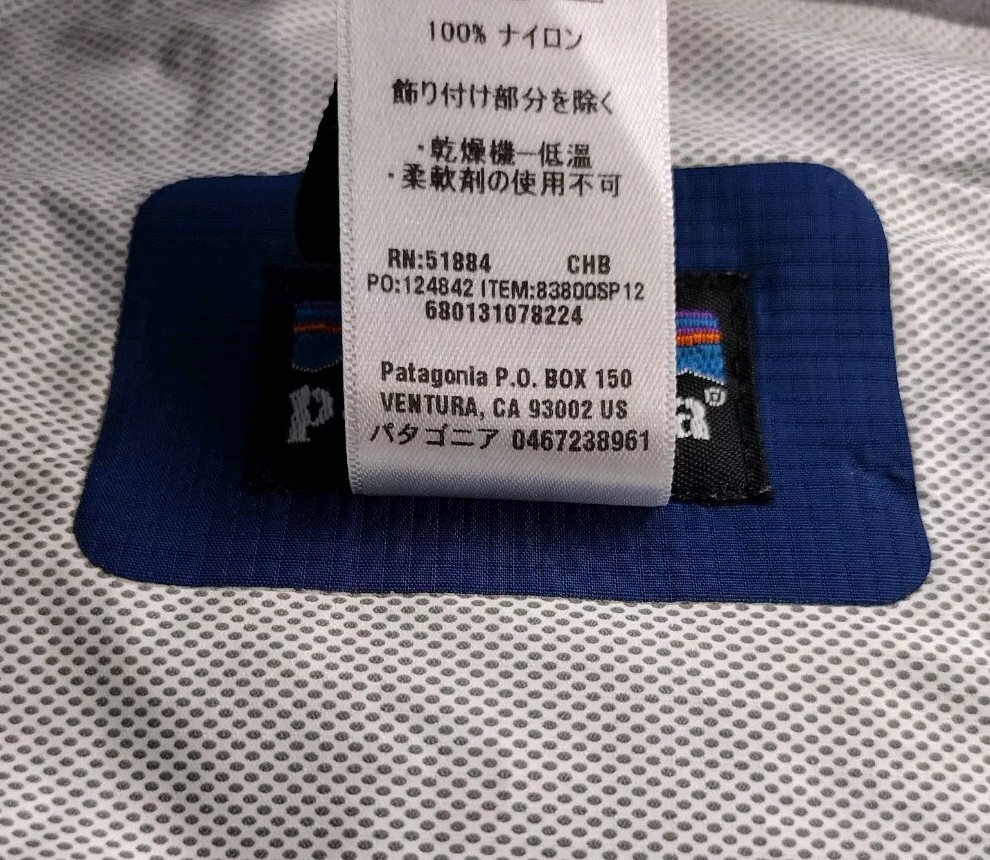 100% ナイロン
飾り付け部分を除く
・乾燥機ー低温
・柔軟剤の使用不可
RN:51884 CHB
PO:124842 ITEM:83800SP12
680131078224
Patagonia P.O. BOX 150
VENTURA, CA 93002 US
パタゴニア 0467238961